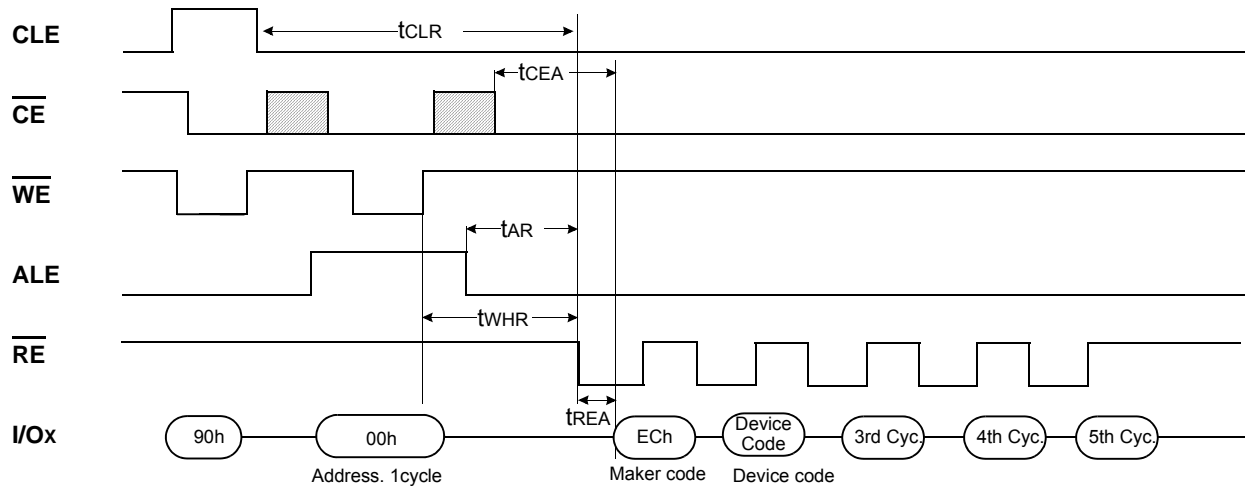 CLE
tCLR
tCEA
CE
WE
tAR
ALE
tWHR
RE
tREA
I/Ox
90h
00h
ECh
Device
Code
3rd Cyc.
4th Cyc.
5th Cyc.
Address. 1cycle
Maker code
Device code